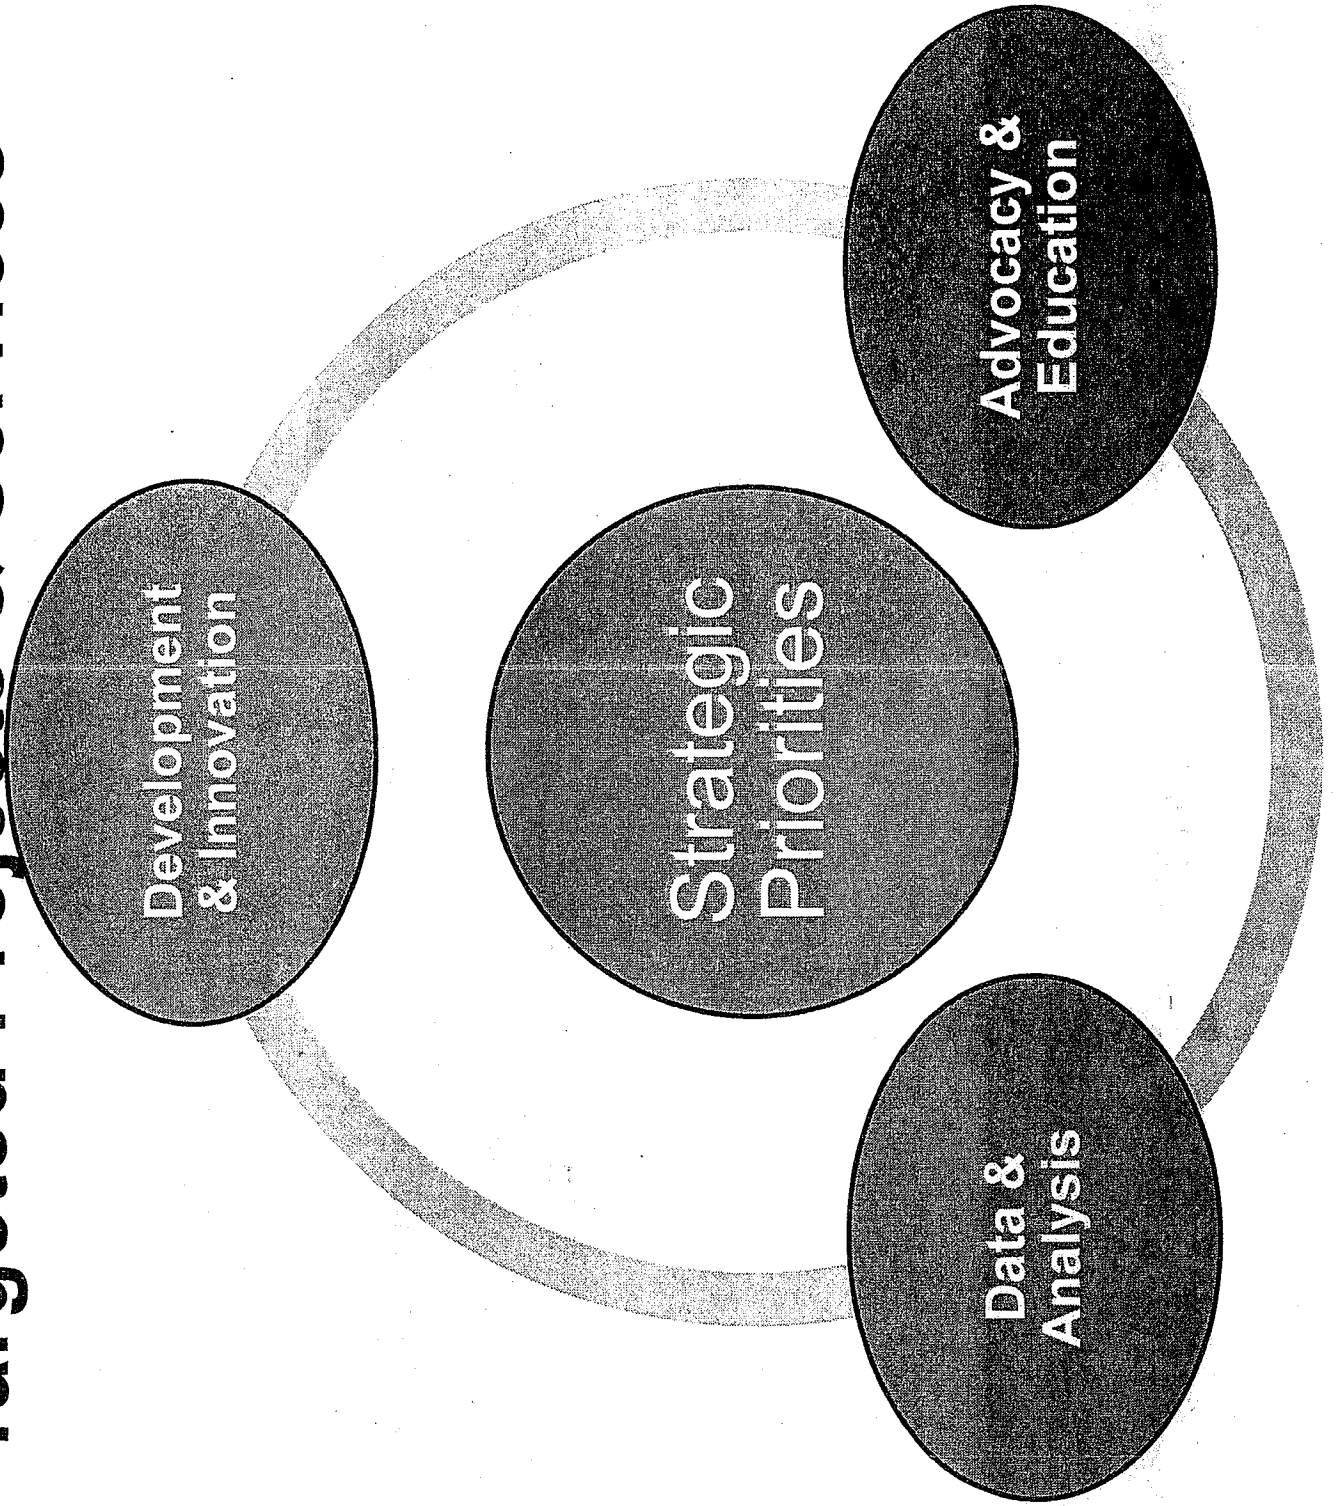 Development
& Innovation
Strategic
Priorities
Data &
Analysis
Advocacy &
Education